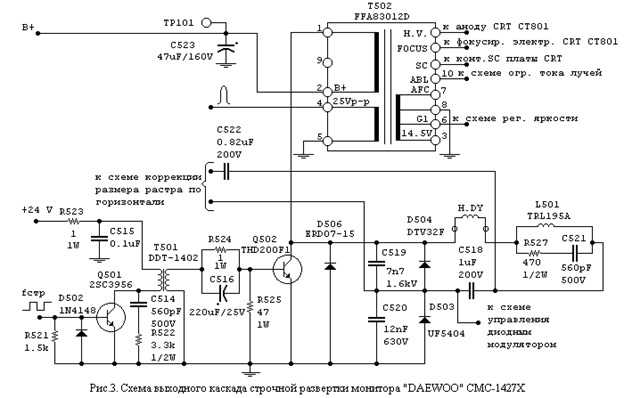 T502
FFA83012D
TP101
B+
C523
47uF/160V
1
9
2
B+
4
25Vp-p
5
H.V.
к аноду CRT CT801
FOCUS
к фокусир. электр. CRT CT801
SC
к конт.SC платы CRT
ABL
10
к схеме огр. тока лучей
AFC
7
8
G1
6
к схеме рег. яркости
14.5V
3
C522
0.82uF
200V
к схеме коррекции
размера растра по
горизонтали
+24 V
R523
1
1W
C515
0.1uF
T501
DDT-1402
R524
1
1W
C516
220uF/25V
Q502
THD200F1
D506
ERD07-15
D504
DTV32F
H.DY
L501
TRL195A
R527
470
1/2W
C521
560pF
500V
C519
7n7
1.6kV
C518
1uF
200V
fстр
D502
1N4148
Q501
2SC3956
C514
560pF
500V
R522
3.3k
1/2W
R525
47
1W
C520
12nF
630V
D503
UF5404
к схеме
управления
диодным
модулятором
R521
1.5k
Рис.3. Схема выходного каскада строчной развертки монитора "DAEWOO" CMC-1427X